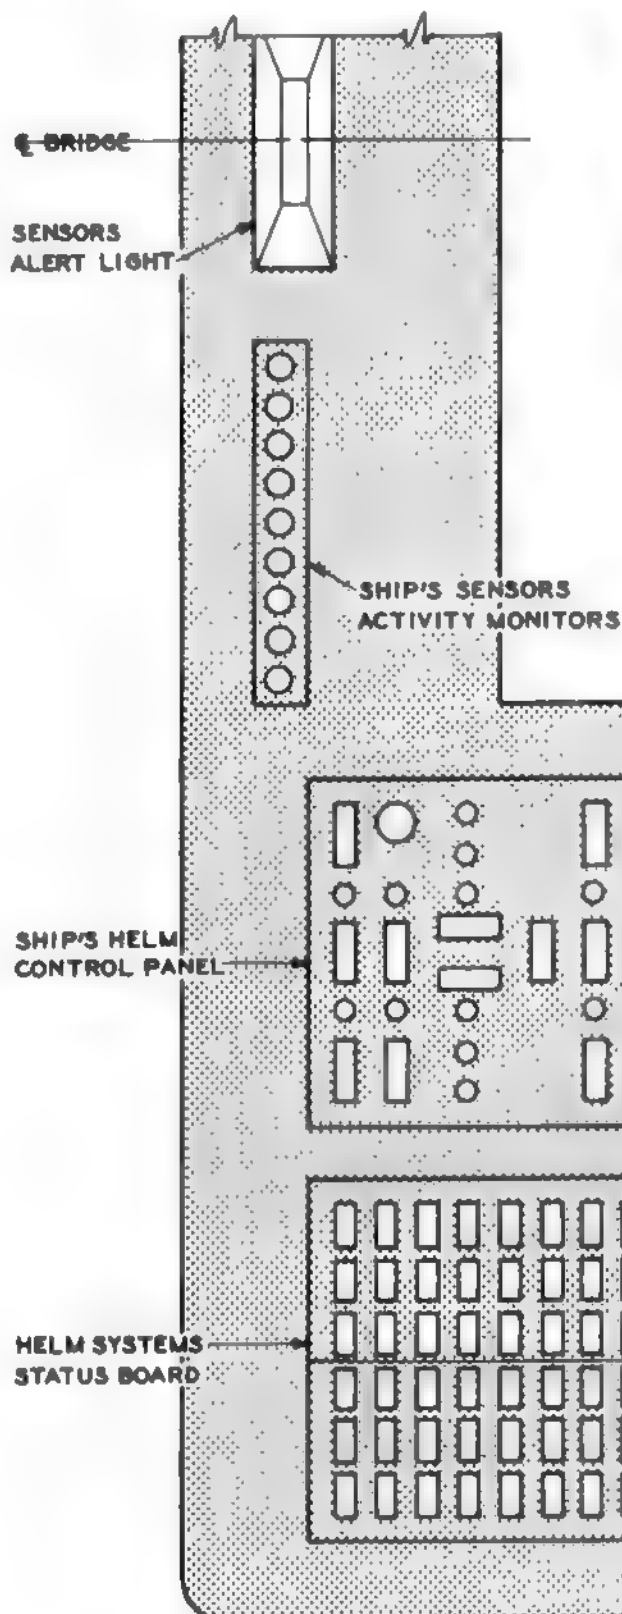 ℄ BRIDGE
SENSORS
ALERT LIGHT
SHIP'S SENSORS
ACTIVITY MONITORS
SHIP'S HELM
CONTROL PANEL
HELM SYSTEMS
STATUS BOARD